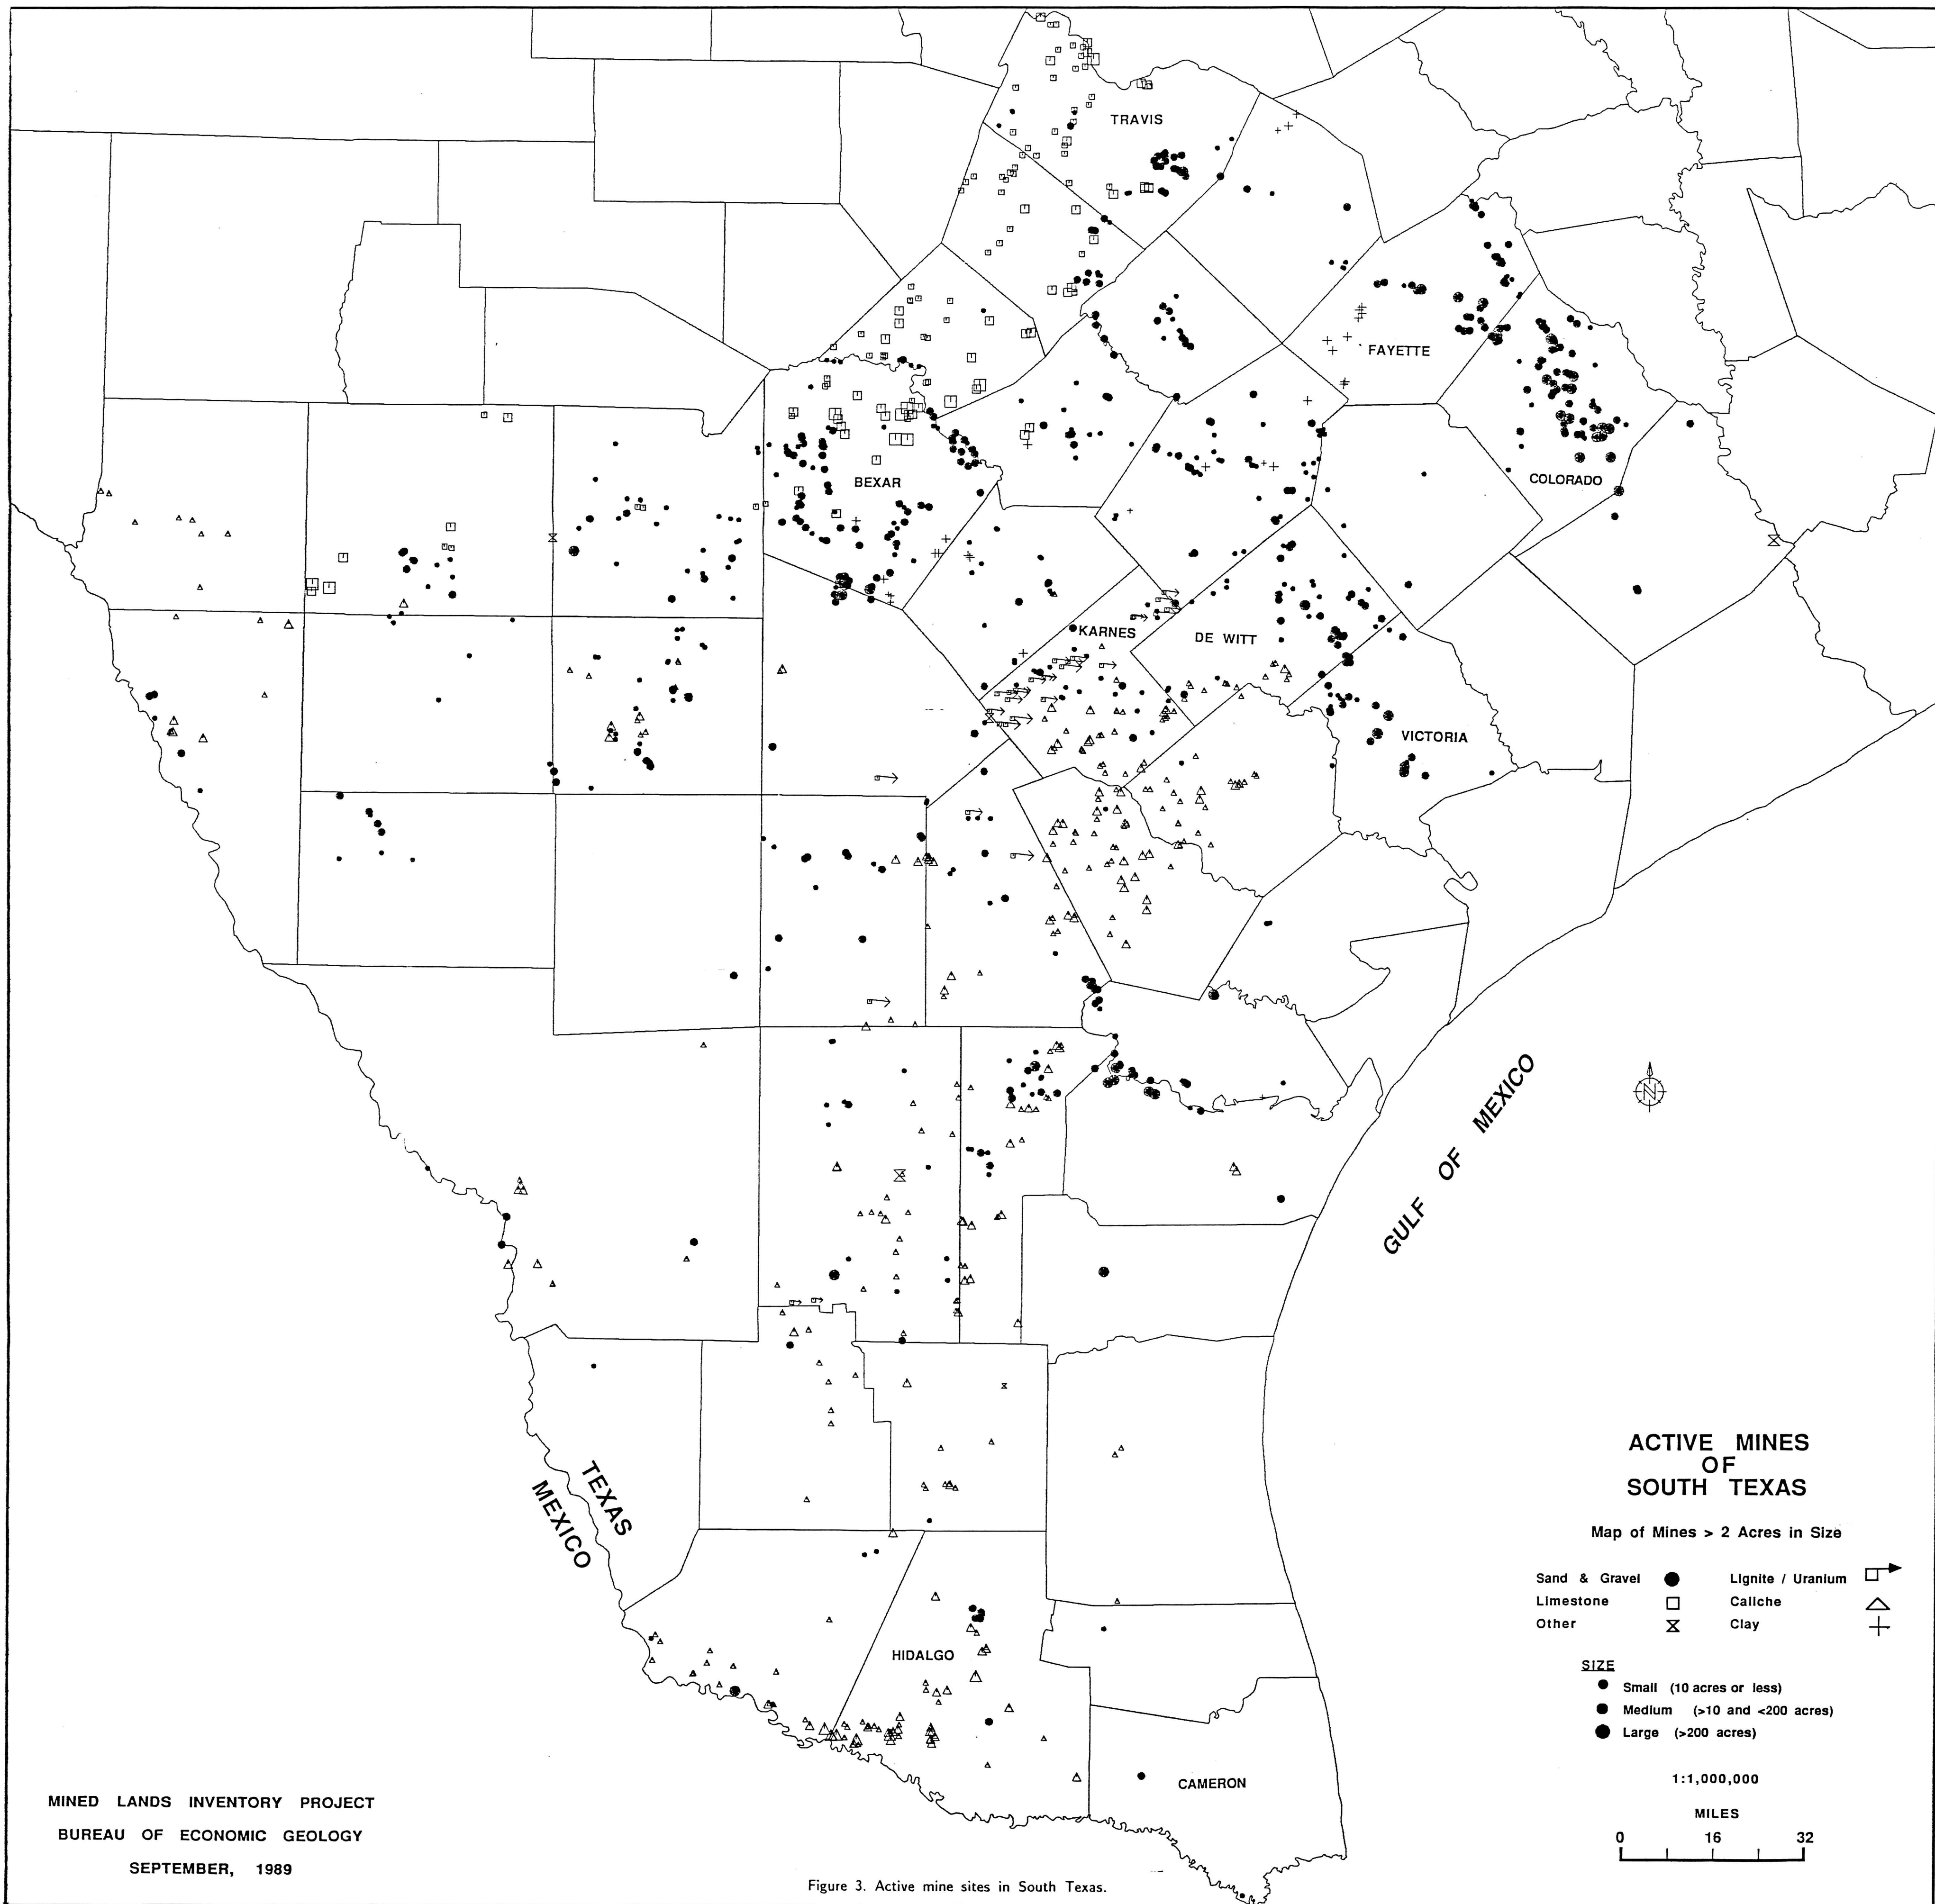 TRAVIS
FAYETTE
BEXAR
COLORADO
KARNES
DE WITT
VICTORIA
GULF OF MEXICO
N
TEXAS
MEXICO
HIDALGO
CAMERON
ACTIVE MINES
OF
SOUTH TEXAS
Map of Mines > 2 Acres in Size
Sand & Gravel
Lignite / Uranium
Limestone
Caliche
Other
Clay
SIZE
Small (10 acres or less)
Medium (>10 and <200 acres)
Large (>200 acres)
1:1,000,000
MILES
0 16 32
MINED LANDS INVENTORY PROJECT
BUREAU OF ECONOMIC GEOLOGY
SEPTEMBER, 1989
Figure 3. Active mine sites in South Texas.